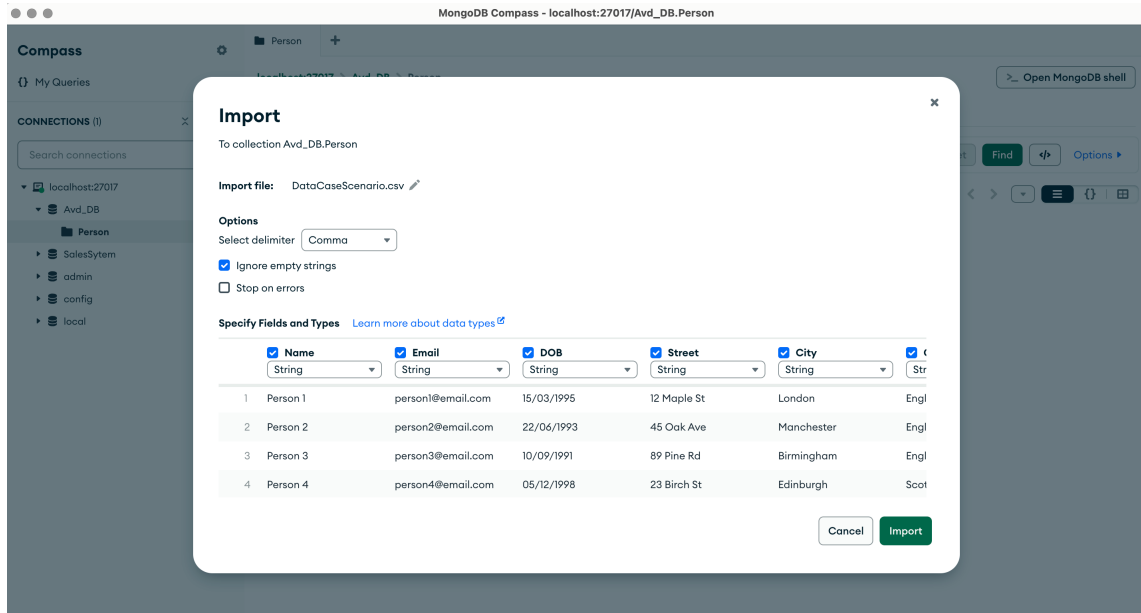 MongoDB Compass - localhost:27017/Avd_DB.Person
Compass
Person
{} My Queries
>_ Open MongoDB shell
CONNECTIONS (1)
Search connections
localhost:27017
Avd_DB
Person
SalesSytem
admin
config
local
Find
</>
Options
{}
Import
To collection Avd_DB.Person
Import file: DataCaseScenario.csv
Options
Select delimiter Comma
Ignore empty strings
Stop on errors
Specify Fields and Types Learn more about data types
Name Email DOB Street City
String String String String String Str
1 Person 1 person1@email.com 15/03/1995 12 Maple St London Engl
2 Person 2 person2@email.com 22/06/1993 45 Oak Ave Manchester Engl
3 Person 3 person3@email.com 10/09/1991 89 Pine Rd Birmingham Engl
4 Person 4 person4@email.com 05/12/1998 23 Birch St Edinburgh Scot
Cancel Import